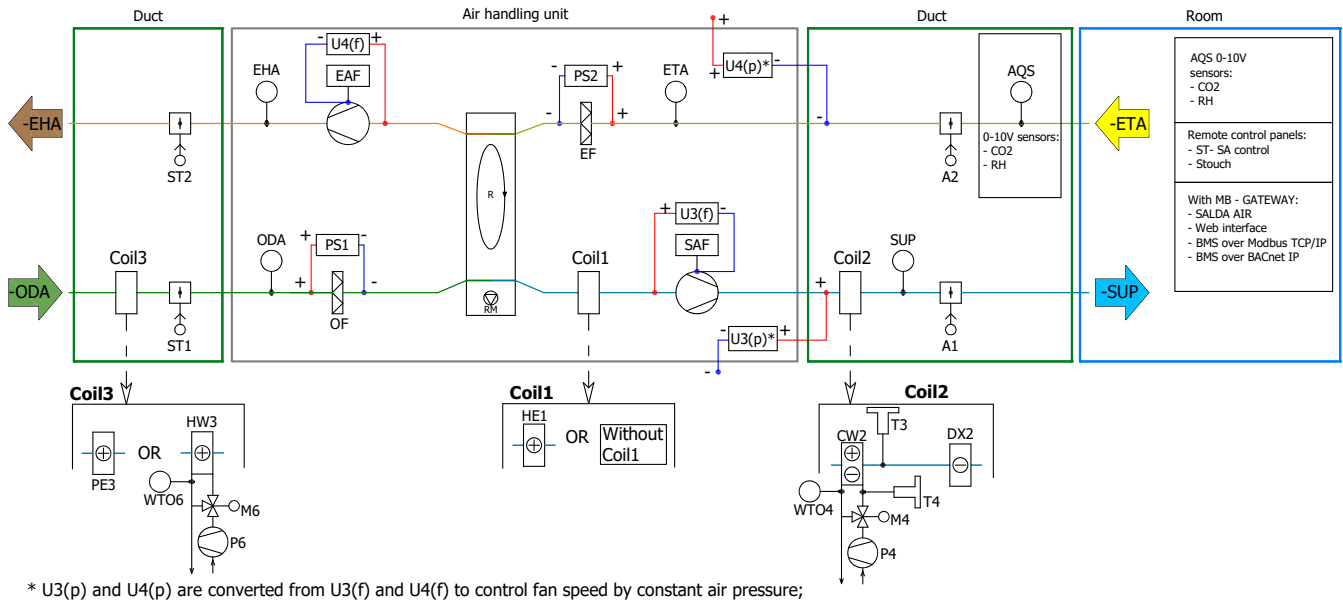 Duct
Air handling unit
Duct
Room
+
- U4(f) +
EHA
EAF
- PS2 +
ETA
+ U4(p)* -
AQS
AQS 0-10V
sensors:
- CO2
- RH
-EHA
-
+
-
-ETA
ST2
EF
A2
0-10V sensors:
- CO2
- RH
Remote control panels:
- ST- SA control
- Stouch
R
With MB - GATEWAY:
- SALDA AIR
- Web interface
- BMS over Modbus TCP/IP
- BMS over BACnet IP
+ U3(f) -
ODA
+ PS1 -
SAF
SUP
Coil3
Coil1
Coil2
-ODA
+
-
+
-SUP
RM
OF
ST1
A1
- U3(p)* +
-
Coil3
Coil1
Coil2
HW3
HE1
T3
OR
OR
Without
Coil1
CW2
DX2
PE3
WTO6
M6
P6
T4
WTO4
M4
P4
* U3(p) and U4(p) are converted from U3(f) and U4(f) to control fan speed by constant air pressure;